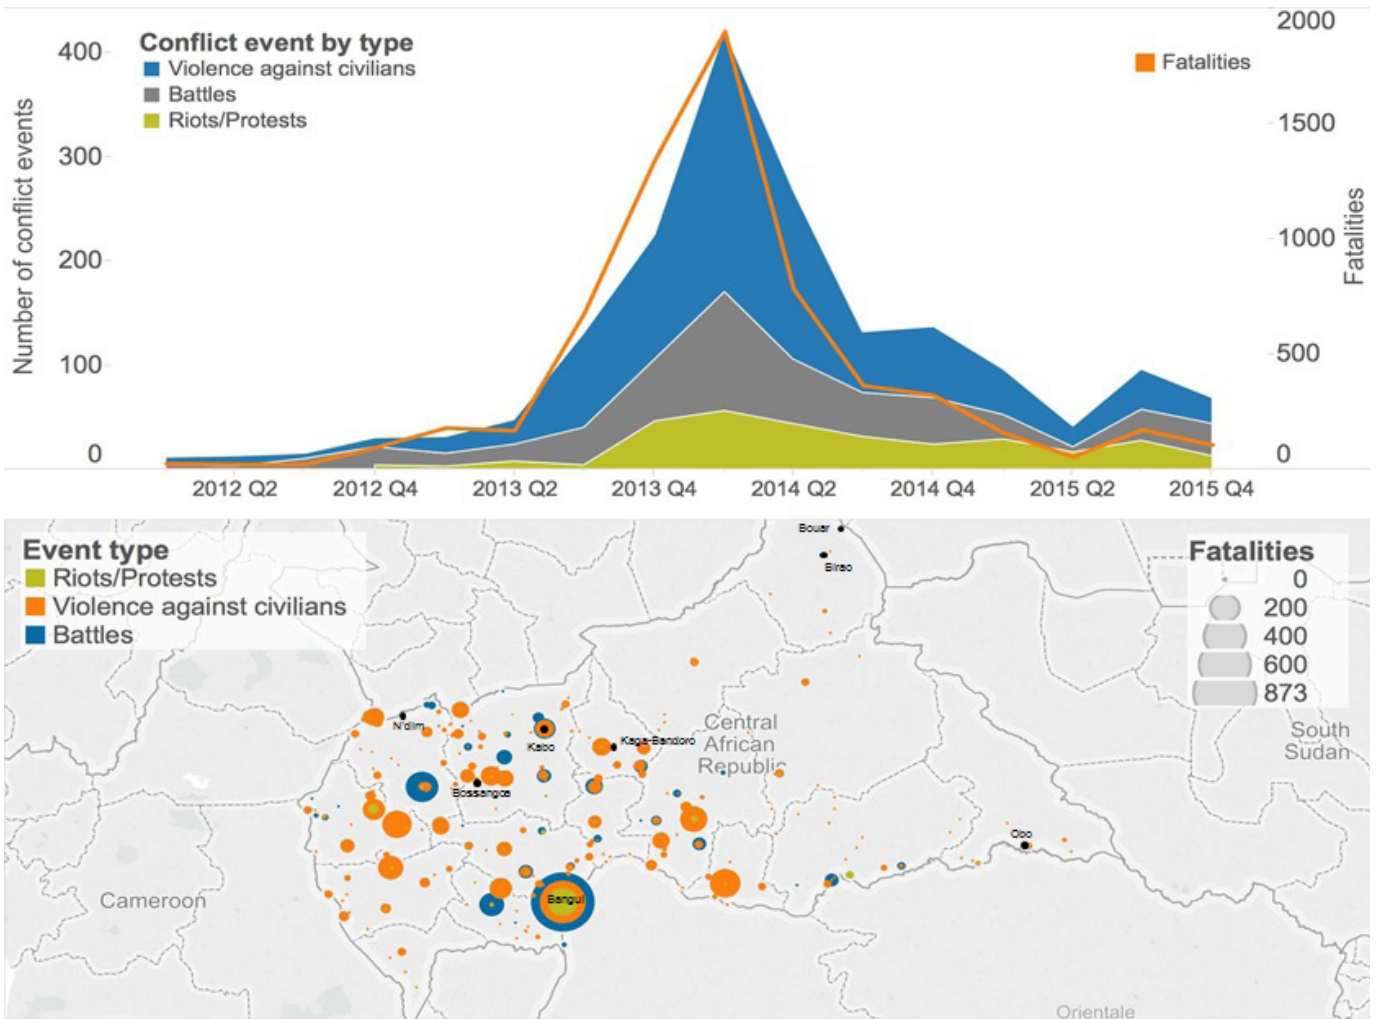 Conflict event by type
Violence against civilians
Battles
Riots/Protests
Fatalities
Number of conflict events
400
300
200
100
0
2000
1500
1000
500
0
Fatalities
2012 Q2
2012 Q4
2013 Q2
2013 Q4
2014 Q2
2014 Q4
2015 Q2
2015 Q4
Event type
Riots/Protests
Violence against civilians
Battles
Fatalities
0
200
400
600
873
Bouar
Birao
N'dim
Kabo
Kaga-Bandoro
Bossangoa
Central
African
Republic
South
Sudan
Obo
Bangui
Cameroon
Orientale